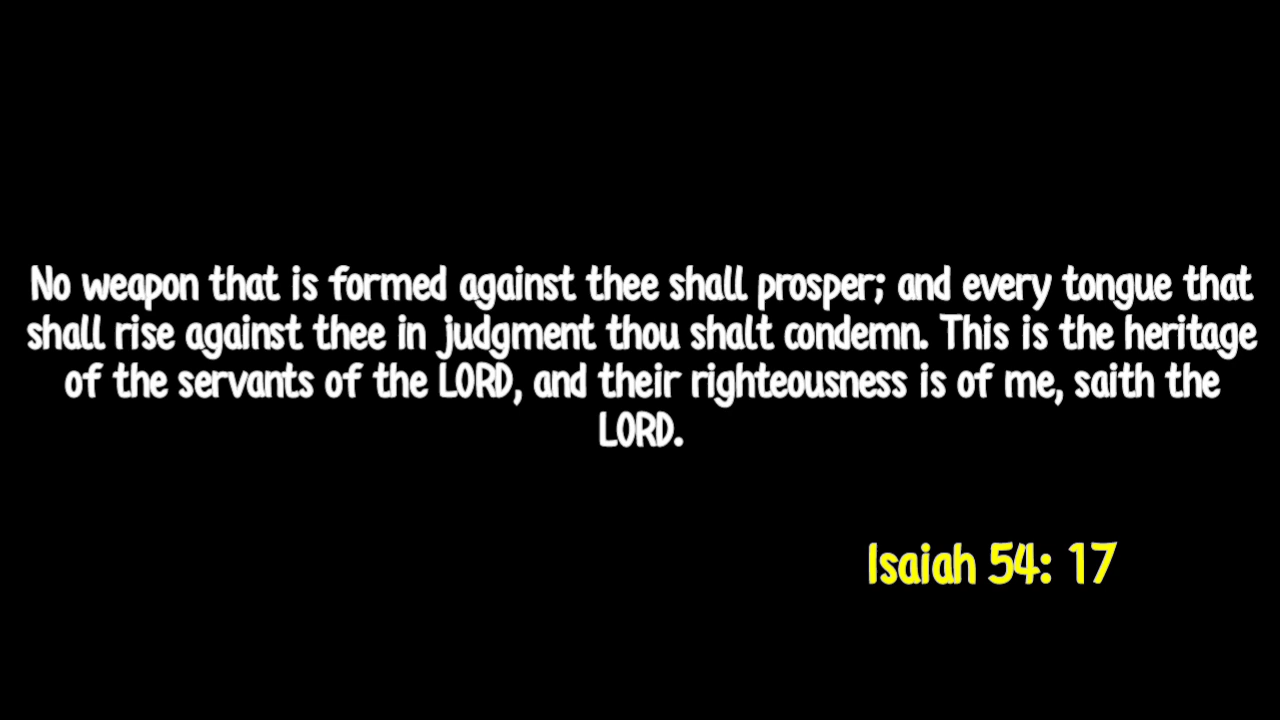 No weapon that is formed against thee shall prosper; and every tongue that
shall rise against thee in judgment thou shalt condemn. This is the heritage
of the servants of the LORD, and their righteousness is of me, saith the
LORD.
Isaiah 54: 17